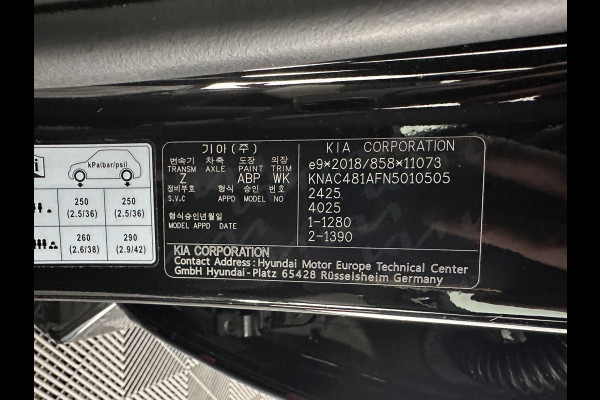 kPa(bar/psi)
250 250
(2.5/36) (2.5/36)
260 290
(2.6/38) (2.9/42)
기아(주) KIA CORPORATION
변속기 차축 도장 의장
TRANSM AXLE PAINT TRIM
Z ABP WK
정비부호 형식 승인 번호
S.V.C APPD MODEL NO
형식승인년월일
MODEL APPD DATE
e9*2018/858*11073
KNAC481AFN5010505
2425
4025
1-1280
2-1390
KIA CORPORATION
Contact Address : Hyundai Motor Europe Technical Center
GmbH Hyundai-Platz 65428 Rüsselsheim Germany